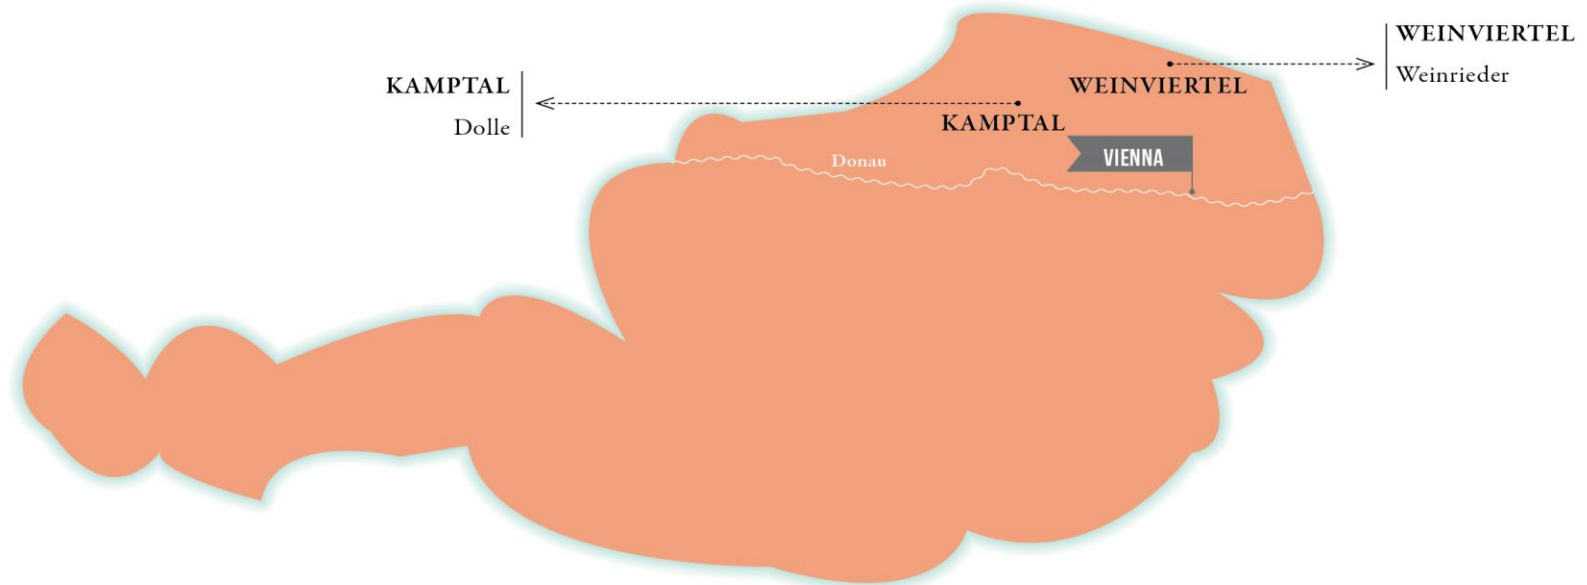 WEINVIERTEL
Weinrieder
KAMPTAL
Dolle
WEINVIERTEL
KAMPTAL
VIENNA
Donau